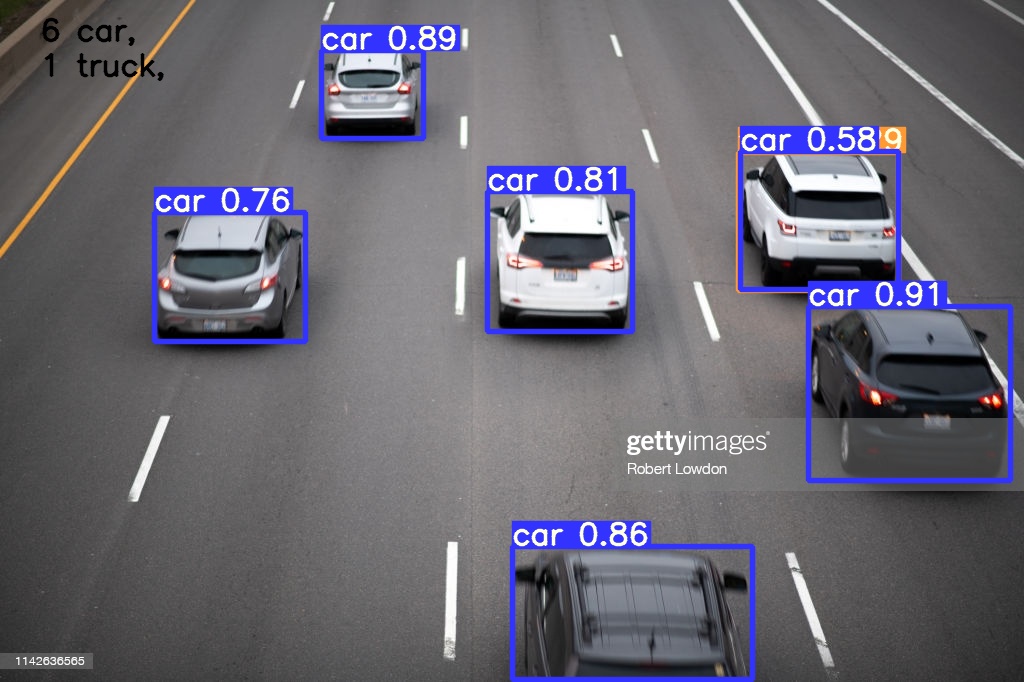 6 car,
1 truck,
car 0.89
car 0.58
9
car 0.81
car 0.76
car 0.91
gettyimages®
Robert Lowdon
car 0.86
1142636565